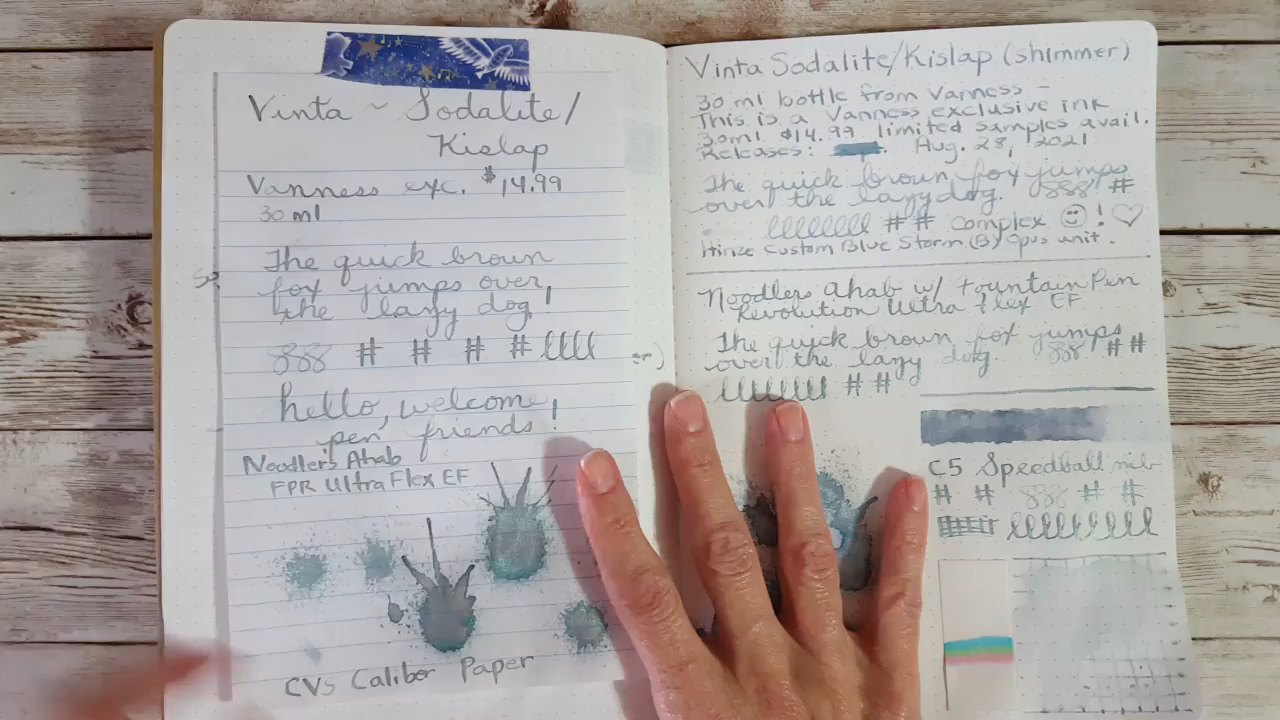 Vinta ~ Sodalite/
Kislap
Vanness exc. $14.99
30 ml
The quick brown
fox jumps over
the lazy dog!
888 # # # # llll
hello, welcome,
pen friends!
Noodler's Ahab
FPR Ultra Flex EF
CVS Caliber Paper
Vinta Sodalite/Kislap (shimmer)
30 ml bottle from Vanness -
This is a Vanness exclusive ink
30ml $14.99 limited samples avail.
Releases: Aug. 28, 2021
The quick brown fox jumps
over the lazy dog. 888 #
llllllll # # complex ☺ ! ♡
Custom Blue Storm (B) Opus unit.
Noodlers Ahab w/ Fountain Pen
Revolution Ultra Flex EF
The quick brown fox jumps
over the lazy dog. 888 # #
llllllll # #
C5 Speedball nib
# # 888 # #
lllllllll